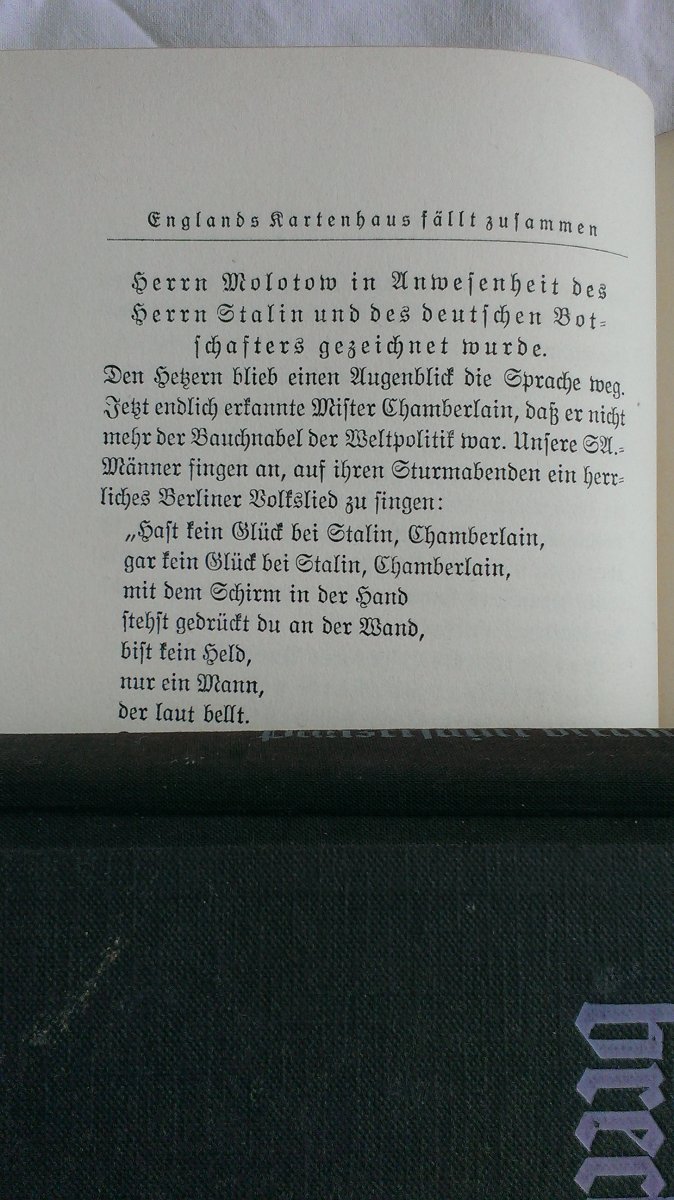 Englands Kartenhaus fällt zusammen
Herrn Molotow in Anwesenheit des
Herrn Stalin und des deutschen Bot-
schafters gezeichnet wurde.
Den Hetzern blieb einen Augenblick die Sprache weg.
Jetzt endlich erkannte Mister Chamberlain, daß er nicht
mehr der Bauchnabel der Weltpolitik war. Unsere SA.-
Männer fingen an, auf ihren Sturmabenden ein herr-
liches Berliner Volkslied zu singen:
„Hast kein Glück bei Stalin, Chamberlain,
gar kein Glück bei Stalin, Chamberlain,
mit dem Schirm in der Hand
stehst gedrückt du an der Wand,
bist kein Held,
nur ein Mann,
der laut bellt.